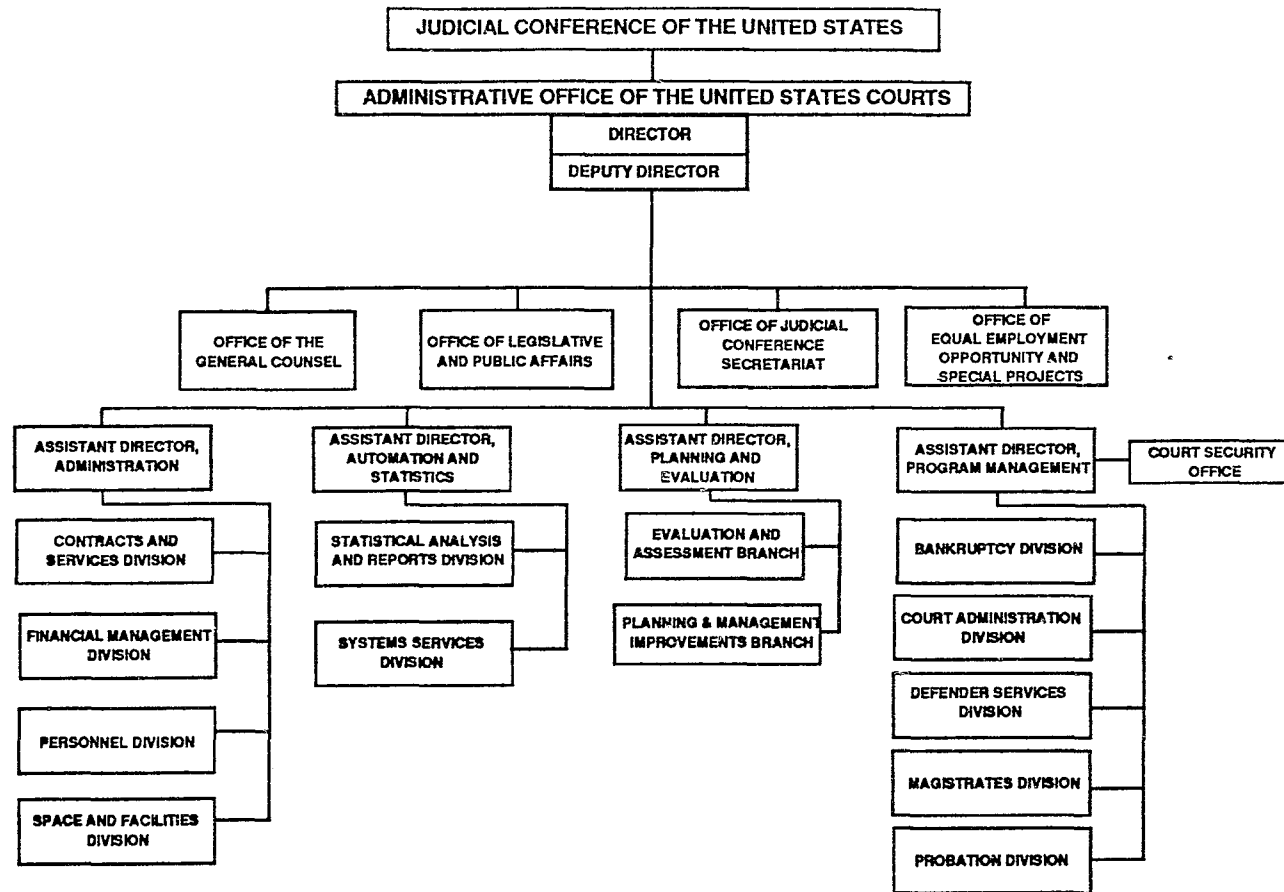 JUDICIAL CONFERENCE OF THE UNITED STATES
ADMINISTRATIVE OFFICE OF THE UNITED STATES COURTS
DIRECTOR
DEPUTY DIRECTOR
OFFICE OF THE
GENERAL COUNSEL
OFFICE OF LEGISLATIVE
AND PUBLIC AFFAIRS
OFFICE OF JUDICIAL
CONFERENCE
SECRETARIAT
OFFICE OF
EQUAL EMPLOYMENT
OPPORTUNITY AND
SPECIAL PROJECTS
ASSISTANT DIRECTOR,
ADMINISTRATION
CONTRACTS AND
SERVICES DIVISION
FINANCIAL MANAGEMENT
DIVISION
PERSONNEL DIVISION
SPACE AND FACILITIES
DIVISION
ASSISTANT DIRECTOR,
AUTOMATION AND
STATISTICS
STATISTICAL ANALYSIS
AND REPORTS DIVISION
SYSTEMS SERVICES
DIVISION
ASSISTANT DIRECTOR,
PLANNING AND
EVALUATION
EVALUATION AND
ASSESSMENT BRANCH
PLANNING & MANAGEMENT
IMPROVEMENTS BRANCH
ASSISTANT DIRECTOR,
PROGRAM MANAGEMENT
COURT SECURITY
OFFICE
BANKRUPTCY DIVISION
COURT ADMINISTRATION
DIVISION
DEFENDER SERVICES
DIVISION
MAGISTRATES DIVISION
PROBATION DIVISION